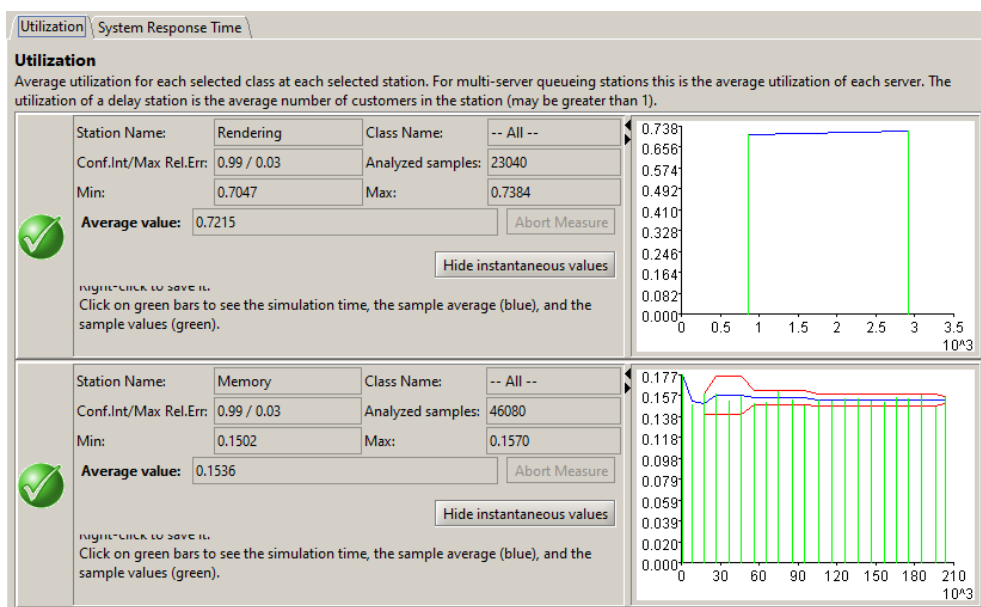 Utilization System Response Time
Utilization
Average utilization for each selected class at each selected station. For multi-server queueing stations this is the average utilization of each server. The
utilization of a delay station is the average number of customers in the station (may be greater than 1).
Station Name: Rendering Class Name: -- All --
Conf.Int/Max Rel.Err: 0.99 / 0.03 Analyzed samples: 23040
Min: 0.7047 Max: 0.7384
Average value: 0.7215 Abort Measure
Hide instantaneous values
Right-click to save it.
Click on green bars to see the simulation time, the sample average (blue), and the
sample values (green).
0.738
0.656
0.574
0.492
0.410
0.328
0.246
0.164
0.082
0.000
0 0.5 1 1.5 2 2.5 3 3.5
10^3
Station Name: Memory Class Name: -- All --
Conf.Int/Max Rel.Err: 0.99 / 0.03 Analyzed samples: 46080
Min: 0.1502 Max: 0.1570
Average value: 0.1536 Abort Measure
Hide instantaneous values
Right-click to save it.
Click on green bars to see the simulation time, the sample average (blue), and the
sample values (green).
0.177
0.157
0.138
0.118
0.098
0.079
0.059
0.039
0.020
0.000
0 30 60 90 120 150 180 210
10^3